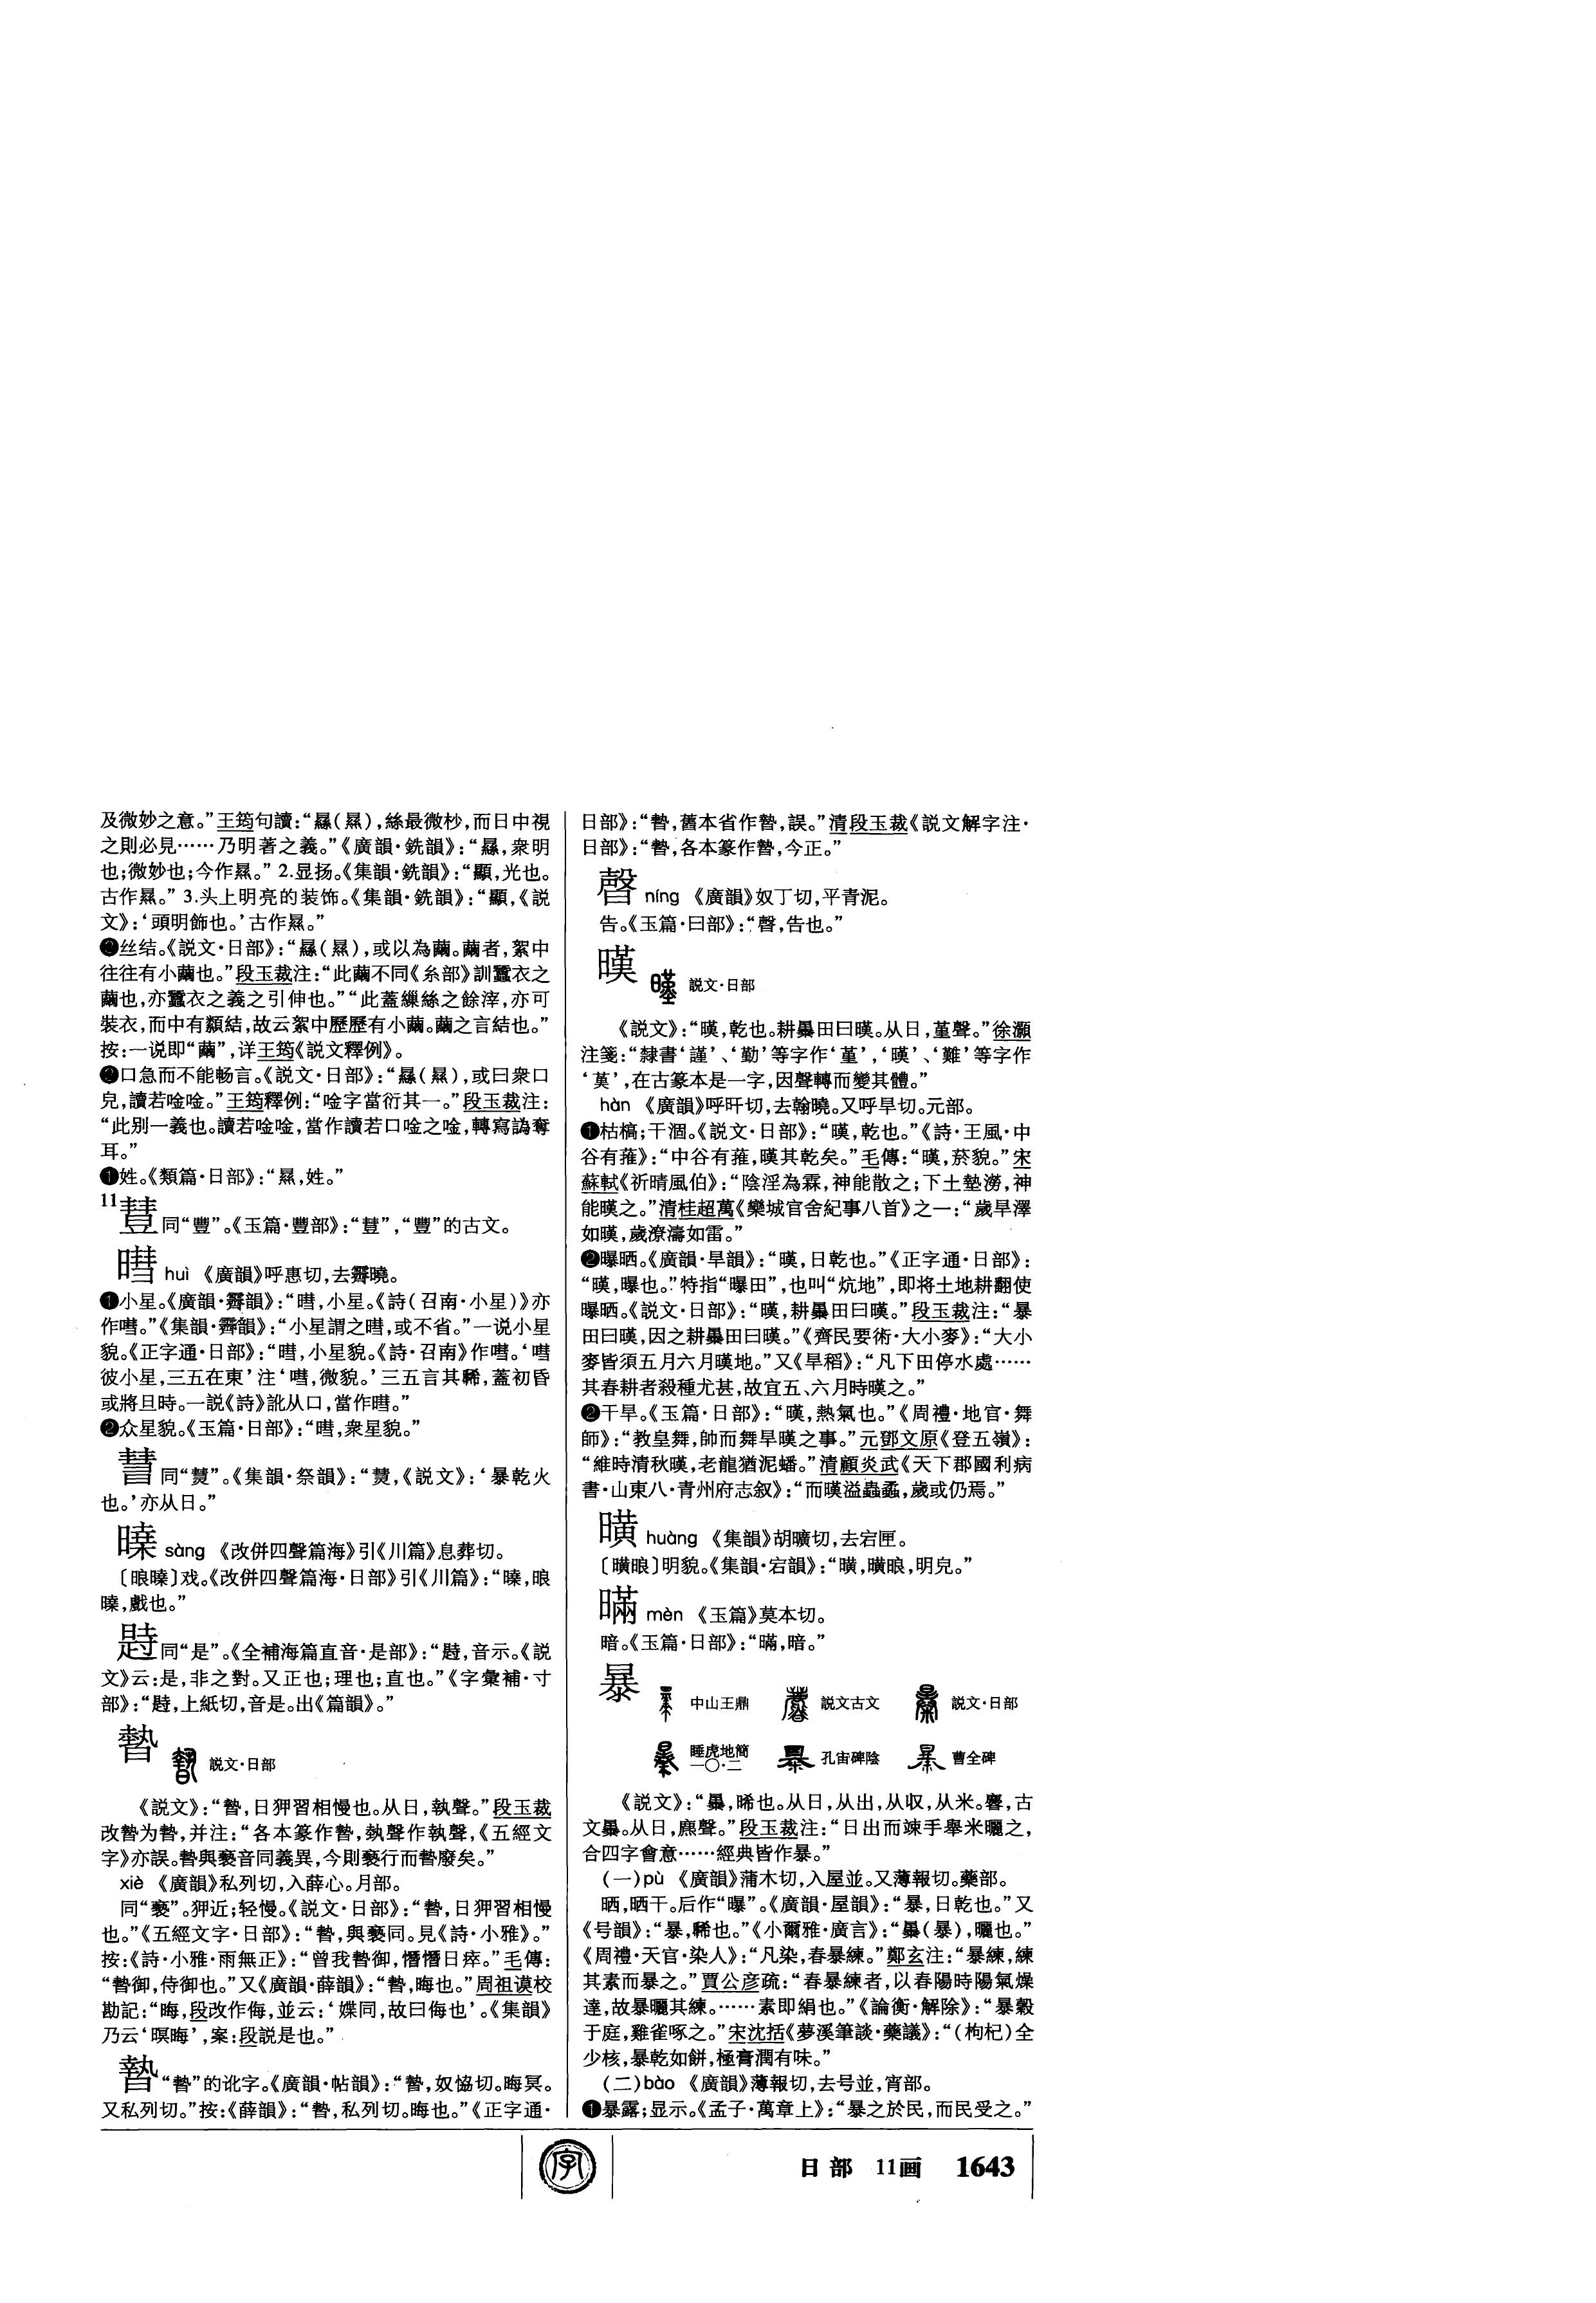 及微妙之意。”王筠句讀:“㬎(㬎),絲最微杪,而日中視
之則必見……乃明著之義。”《廣韻·銑韻》:“㬎,衆明
也;微妙也;今作㬎。” 2.显扬。《集韻·銑韻》:“顯,光也。
古作㬎。” 3.头上明亮的装饰。《集韻·銑韻》:“顯,《説
文》:‘頭明飾也。’古作㬎。”
❷丝结。《説文·日部》:“㬎(㬎),或以為繭。繭者,絮中
往往有小繭也。”段玉裁注:“此繭不同《糸部》訓蠶衣之
繭也,亦蠶衣之義之引伸也。”“此蓋繅絲之餘滓,亦可
裝衣,而中有纇結,故云絮中歷歷有小繭。繭之言結也。”
按:一说即“繭”,详王筠《説文釋例》。
❸口急而不能畅言。《説文·日部》:“㬎(㬎),或曰衆口
皃,讀若唫唫。”王筠釋例:“唫字當衍其一。”段玉裁注:
“此别一義也。讀若唫唫,當作讀若口唫之唫,轉寫譌奪
耳。”
❶姓。《類篇·日部》:“㬎,姓。”
11 同“豐”。《玉篇·豐部》:“ ”,“豐”的古文。
暳 huì 《廣韻》呼惠切,去霽曉。
❶小星。《廣韻·霽韻》:“暳,小星。《詩(召南·小星)》亦
作嘒。”《集韻·霽韻》:“小星謂之暳,或不省。”一说小星
貌。《正字通·日部》:“暳,小星貌。《詩·召南》作嘒。‘嘒
彼小星,三五在東’注‘嘒,微貌。’三五言其稀,蓋初昏
或將旦時。一説《詩》訛从口,當作暳。”
❷众星貌。《玉篇·日部》:“暳,衆星貌。”
同“熭”。《集韻·祭韻》:“熭,《説文》:‘暴乾火
也。’亦从日。”
sàng 《改併四聲篇海》引《川篇》息葬切。
〔㫰 〕戏。《改併四聲篇海·日部》引《川篇》:“ ,㫰
,戲也。”
同“是”。《全補海篇直音·是部》:“ ,音示。《説
文》云:是,非之對。又正也;理也;直也。”《字彙補·寸
部》:“ ,上紙切,音是。出《篇韻》。”
暬 説文·日部
《説文》:“暬,日狎習相慢也。从日,執聲。”段玉裁
改暬为暬,并注:“各本篆作暬,埶聲作執聲,《五經文
字》亦誤。暬與褻音同義異,今則褻行而暬廢矣。”
xiè 《廣韻》私列切,入薛心。月部。
同“褻”。狎近;轻慢。《説文·日部》:“暬,日狎習相慢
也。”《五經文字·日部》:“暬,與褻同。見《詩·小雅》。”
按:《詩·小雅·雨無正》:“曾我暬御,憯憯日瘁。”毛傳:
“暬御,侍御也。”又《廣韻·薛韻》:“暬,晦也。”周祖谟校
勘記:“晦,段改作侮,並云:‘媟同,故曰侮也’。《集韻》
乃云‘暝晦’,案:段説是也。”
“暬”的讹字。《廣韻·帖韻》:“暬,奴恊切。晦冥。
又私列切。”按:《薛韻》:“暬,私列切。晦也。”《正字通·
日部》:“暬,舊本省作暬,誤。”清段玉裁《説文解字注·
日部》:“暬,各本篆作暬,今正。”
níng 《廣韻》奴丁切,平青泥。
告。《玉篇·曰部》:“ ,告也。”
暵 説文·日部
《説文》:“暵,乾也。耕㬥田曰暵。从日,堇聲。”徐灝
注箋:“隸書‘謹’、‘勤’等字作‘堇’,‘暵’、‘難’等字作
‘𦰩’,在古篆本是一字,因聲轉而變其體。”
hàn 《廣韻》呼旰切,去翰曉。又呼旱切。元部。
❶枯槁;干涸。《説文·日部》:“暵,乾也。”《詩·王風·中
谷有蓷》:“中谷有蓷,暵其乾矣。”毛傳:“暵,菸貌。”宋
蘇軾《祈晴風伯》:“陰淫為霖,神能散之;下土墊澇,神
能暵之。”清桂超萬《欒城官舍紀事八首》之一:“歲旱澤
如暵,歲潦濤如雷。”
❷曝晒。《廣韻·旱韻》:“暵,日乾也。”《正字通·日部》:
“暵,曝也。”特指“曝田”,也叫“炕地”,即将土地耕翻使
曝晒。《説文·日部》:“暵,耕㬥田曰暵。”段玉裁注:“暴
田曰暵,因之耕㬥田曰暵。”《齊民要術·大小麥》:“大小
麥皆須五月六月暵地。”又《旱稻》:“凡下田停水處……
其春耕者殺種尤甚,故宜五、六月時暵之。”
❷干旱。《玉篇·日部》:“暵,熱氣也。”《周禮·地官·舞
師》:“教皇舞,帥而舞旱暵之事。”元鄧文原《登五嶺》:
“維時清秋暵,老龍猶泥蟠。”清顧炎武《天下郡國利病
書·山東八·青州府志叙》:“而暵溢蟲蝥,歲或仍焉。”
熿 huàng 《集韻》胡曠切,去宕匣。
〔㬻㫰〕明貌。《集韻·宕韻》:“㬻,㬻㫰,明皃。”
暪 mèn 《玉篇》莫本切。
暗。《玉篇·日部》:“暪,暗。”
暴 中山王鼎 説文古文 説文·日部
睡虎地簡一〇·二 孔宙碑陰 曹全碑
《説文》:“㬥,晞也。从日,从出,从収,从米。 ,古
文㬥。从日,麃聲。”段玉裁注:“日出而竦手舉米曬之,
合四字會意……經典皆作暴。”
(一)pù 《廣韻》蒲木切,入屋並。又薄報切。藥部。
晒,晒干。后作“曝”。《廣韻·屋韻》:“暴,日乾也。”又
《号韻》:“暴,晞也。”《小爾雅·廣言》:“㬥(暴),曬也。”
《周禮·天官·染人》:“凡染,春暴練。”鄭玄注:“暴練,練
其素而暴之。”賈公彦疏:“春暴練者,以春陽時陽氣燥
達,故暴曬其練。……素即絹也。”《論衡·解除》:“暴穀
于庭,雞雀啄之。”宋沈括《夢溪筆談·藥議》:“(枸杞)全
少核,暴乾如餅,極膏潤有味。”
(二)bào 《廣韻》薄報切,去号並,宵部。
❶暴露;显示。《孟子·萬章上》:“暴之於民,而民受之。”
字
日部 11画 1643